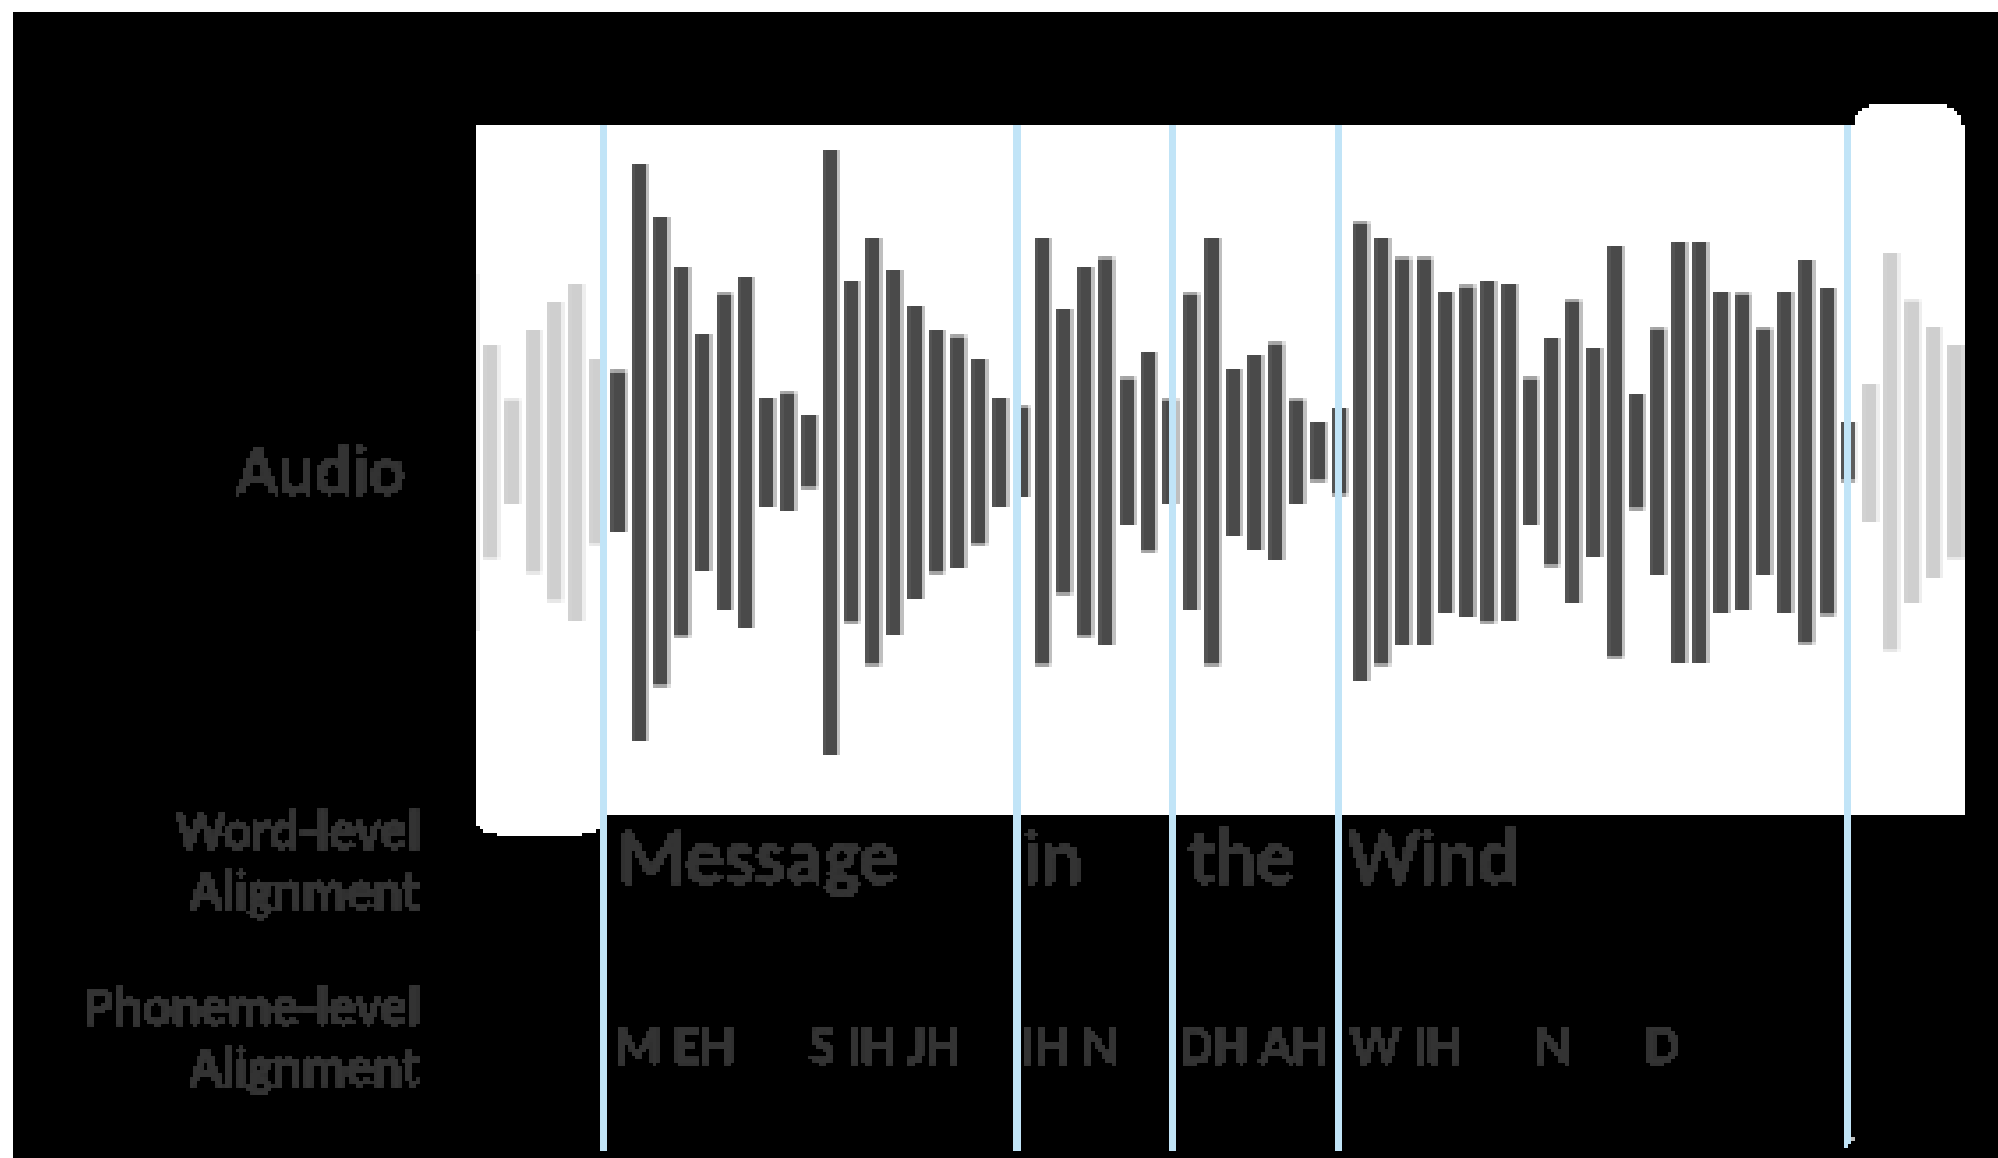 Audio
Word-level
Alignment
Message in the Wind
Phoneme-level
Alignment
M EH S IH JH IH N DH AH W IH N D